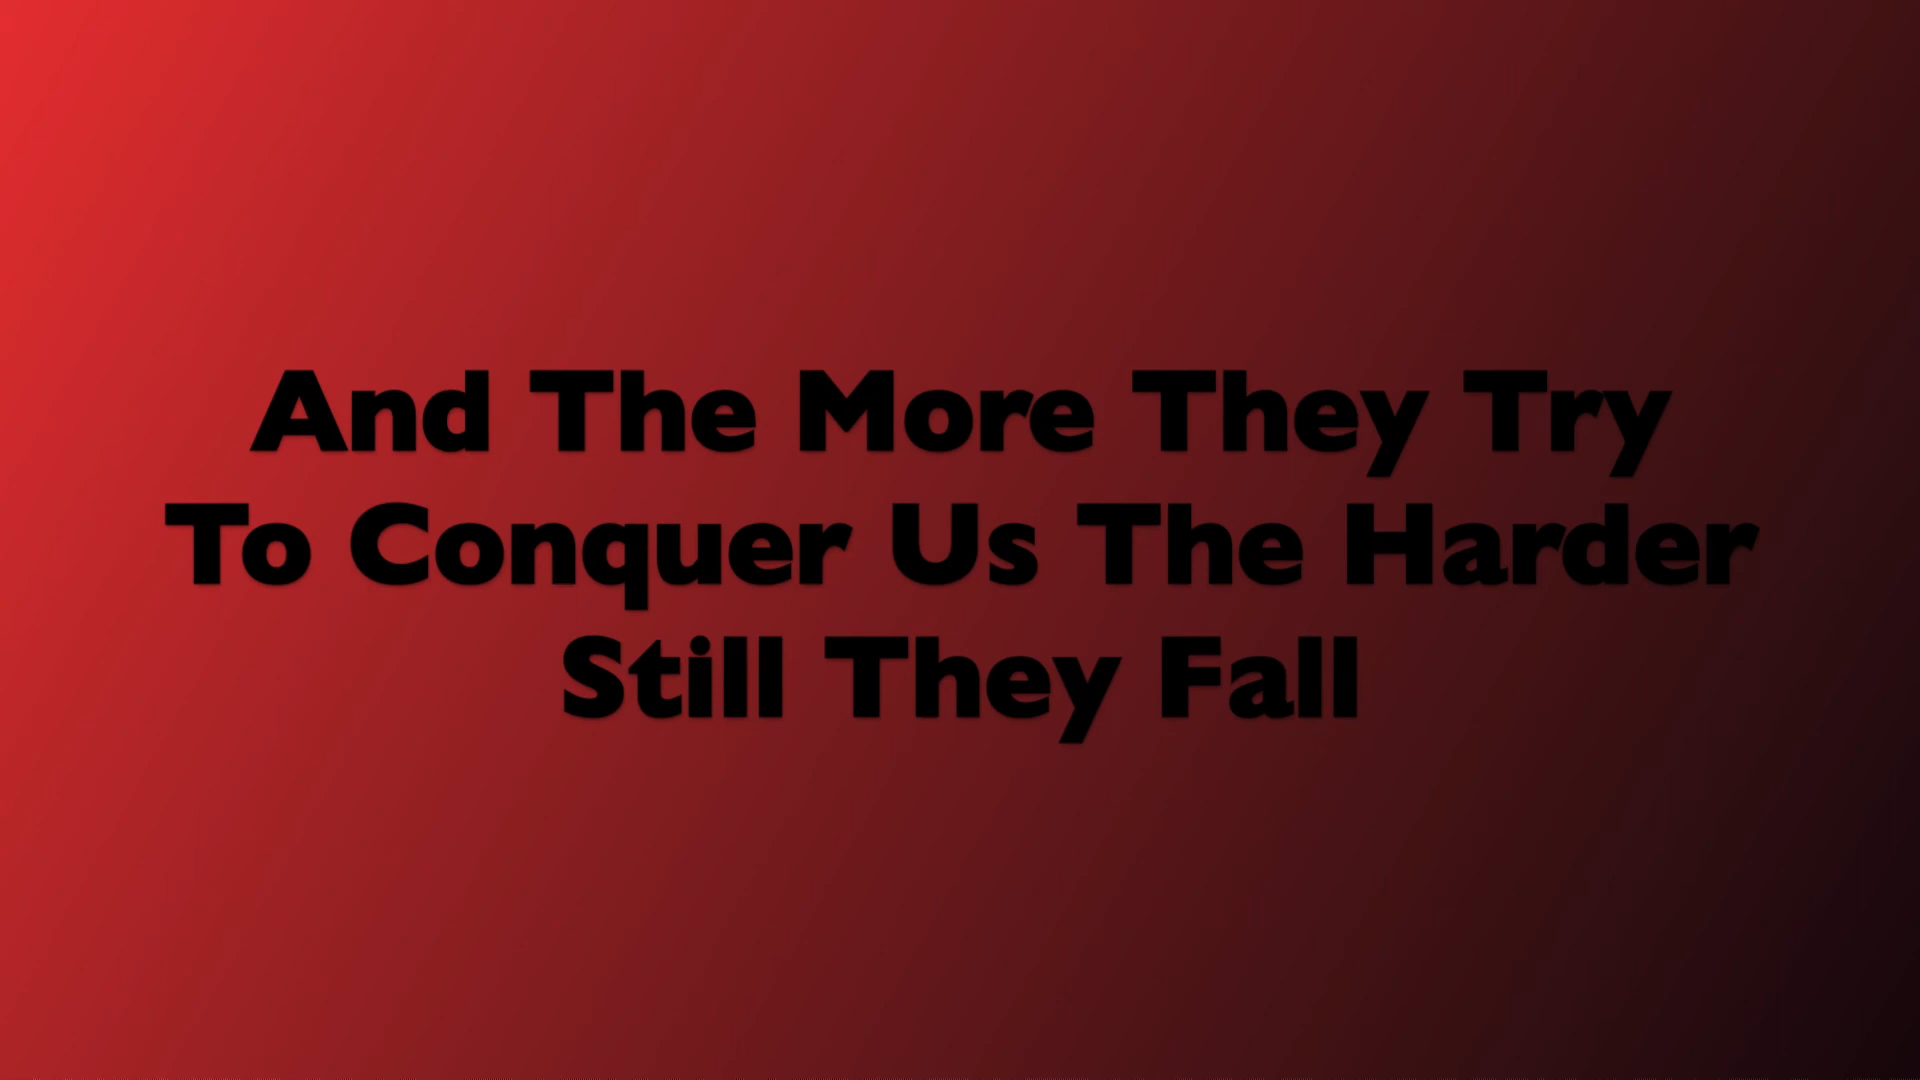 And The More They Try
To Conquer Us The Harder
Still They Fall